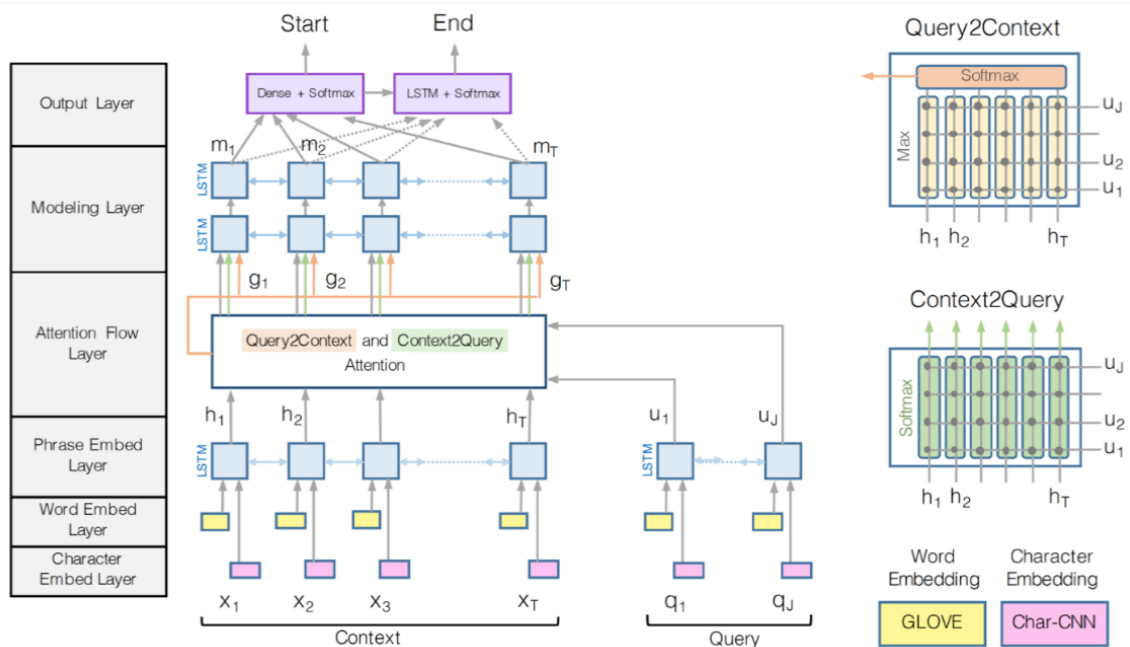 Start End
Output Layer
Dense + Softmax
LSTM + Softmax
m1 m2 mT
LSTM
Modeling Layer
LSTM
g1 g2 gT
Attention Flow
Layer
Query2Context and Context2Query
Attention
h1 h2 hT
u1 uJ
Phrase Embed
Layer
LSTM
LSTM
Word Embed
Layer
Character
Embed Layer
x1 x2 x3 xT
q1 qJ
Context
Query
Query2Context
Softmax
Max
uJ
u2
u1
h1 h2 hT
Context2Query
Softmax
uJ
u2
u1
h1 h2 hT
Word
Embedding
Character
Embedding
GLOVE
Char-CNN